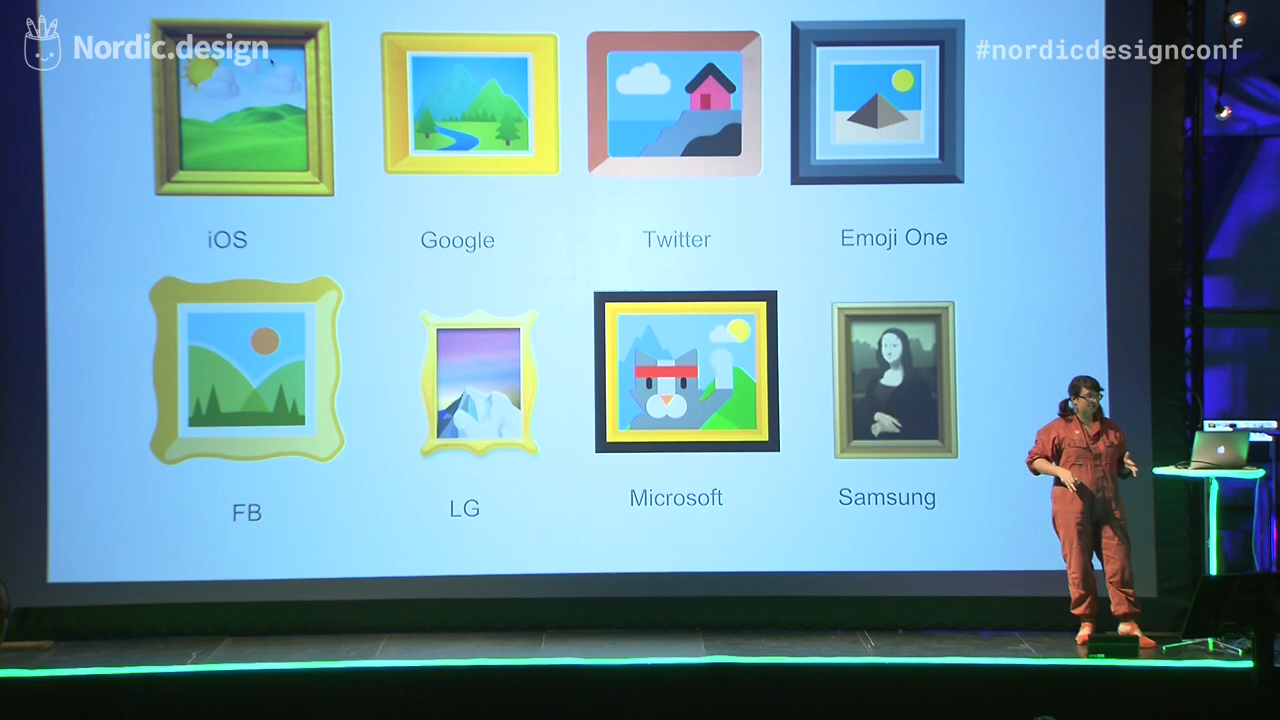 Nordic.design
#nordicdesignconf
iOS
Google
Twitter
Emoji One
FB
LG
Microsoft
Samsung